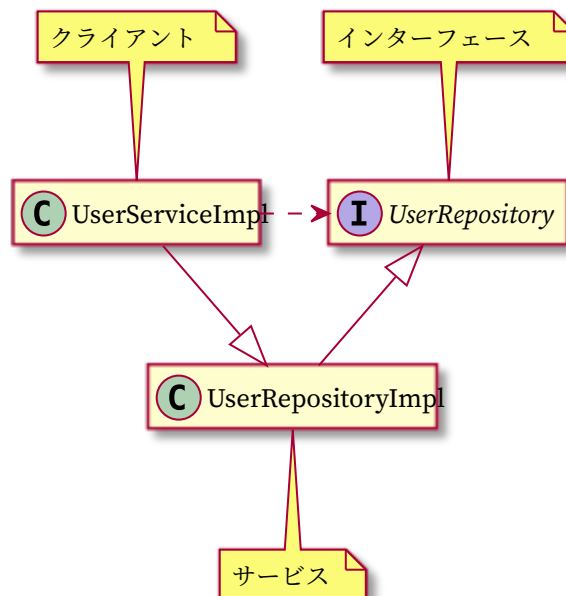 クライアント
インターフェース
C UserServiceImpl
I UserRepository
C UserRepositoryImpl
サービス